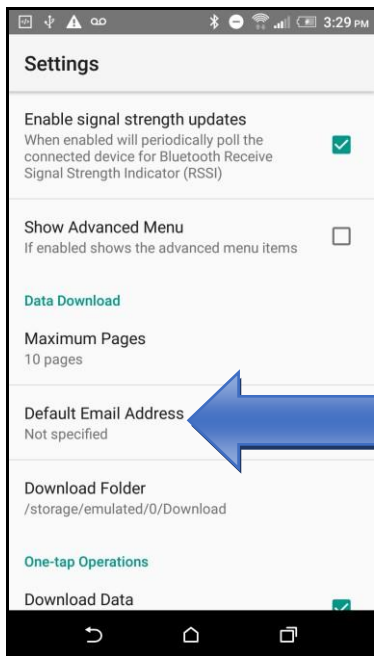 3:29 PM
Settings
Enable signal strength updates
When enabled will periodically poll the
connected device for Bluetooth Receive
Signal Strength Indicator (RSSI)
Show Advanced Menu
If enabled shows the advanced menu items
Data Download
Maximum Pages
10 pages
Default Email Address
Not specified
Download Folder
/storage/emulated/0/Download
One-tap Operations
Download Data